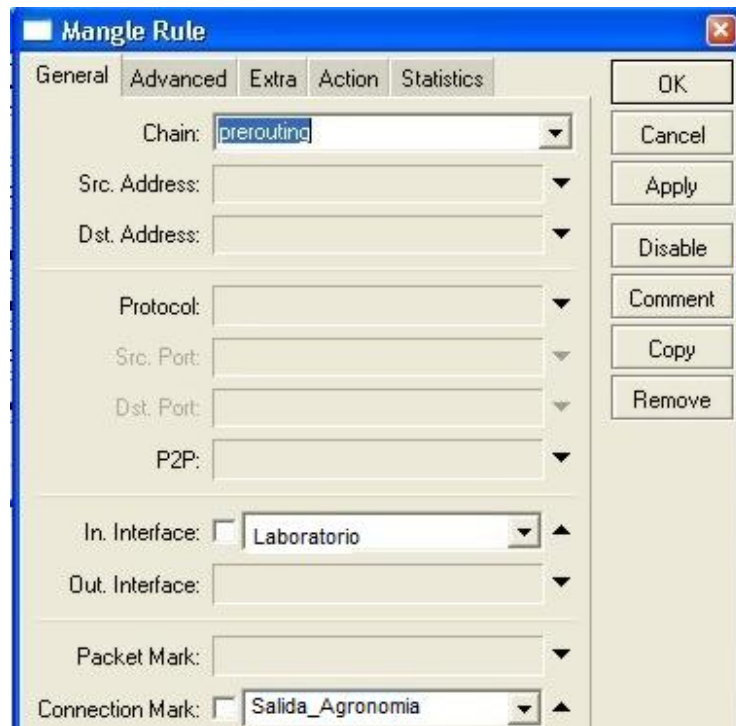 Mangle Rule
General Advanced Extra Action Statistics
Chain: prerouting
Src. Address:
Dst. Address:
Protocol:
Src. Port:
Dst. Port:
P2P:
In. Interface: Laboratorio
Out. Interface:
Packet Mark:
Connection Mark: Salida_Agronomia
OK
Cancel
Apply
Disable
Comment
Copy
Remove